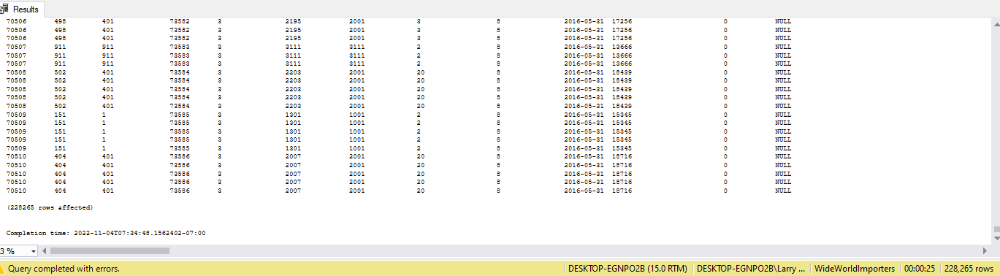 Results
70506 498 401 73582 3 2195 2001 3 8 2016-05-31 17256 0 NULL
70506 498 401 73582 3 2195 2001 3 8 2016-05-31 17256 0 NULL
70506 498 401 73582 3 2195 2001 3 8 2016-05-31 17256 0 NULL
70507 911 911 73583 3 3111 3111 2 8 2016-05-31 13666 0 NULL
70507 911 911 73583 3 3111 3111 2 8 2016-05-31 13666 0 NULL
70507 911 911 73583 3 3111 3111 2 8 2016-05-31 13666 0 NULL
70508 502 401 73584 3 2203 2001 20 8 2016-05-31 18439 0 NULL
70508 502 401 73584 3 2203 2001 20 8 2016-05-31 18439 0 NULL
70508 502 401 73584 3 2203 2001 20 8 2016-05-31 18439 0 NULL
70508 502 401 73584 3 2203 2001 20 8 2016-05-31 18439 0 NULL
70508 502 401 73584 3 2203 2001 20 8 2016-05-31 18439 0 NULL
70509 151 1 73585 3 1301 1001 2 8 2016-05-31 15345 0 NULL
70509 151 1 73585 3 1301 1001 2 8 2016-05-31 15345 0 NULL
70509 151 1 73585 3 1301 1001 2 8 2016-05-31 15345 0 NULL
70509 151 1 73585 3 1301 1001 2 8 2016-05-31 15345 0 NULL
70509 151 1 73585 3 1301 1001 2 8 2016-05-31 15345 0 NULL
70510 404 401 73586 3 2007 2001 20 8 2016-05-31 18716 0 NULL
70510 404 401 73586 3 2007 2001 20 8 2016-05-31 18716 0 NULL
70510 404 401 73586 3 2007 2001 20 8 2016-05-31 18716 0 NULL
70510 404 401 73586 3 2007 2001 20 8 2016-05-31 18716 0 NULL
70510 404 401 73586 3 2007 2001 20 8 2016-05-31 18716 0 NULL
(228265 rows affected)
Completion time: 2022-11-04T07:34:48.1562402-07:00
3 %
Query completed with errors. DESKTOP-EGNPO2B (15.0 RTM) DESKTOP-EGNPO2B\Larry ... WideWorldImporters 00:00:25 228,265 rows